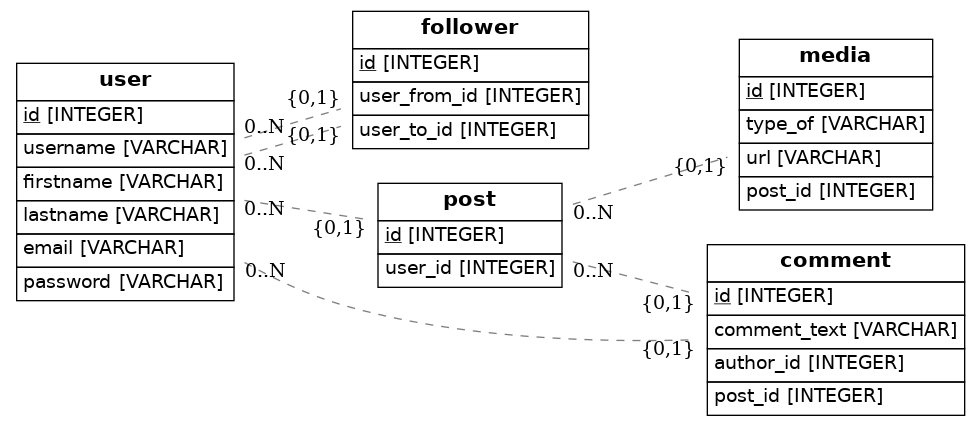 user
id [INTEGER]
username [VARCHAR]
firstname [VARCHAR]
lastname [VARCHAR]
email [VARCHAR]
password [VARCHAR]
follower
id [INTEGER]
user_from_id [INTEGER]
user_to_id [INTEGER]
{0,1}
0..N
{0,1}
0..N
0..N
{0,1}
0..N
post
id [INTEGER]
user_id [INTEGER]
media
id [INTEGER]
type_of [VARCHAR]
url [VARCHAR]
post_id [INTEGER]
{0,1}
0..N
0..N
{0,1}
{0,1}
comment
id [INTEGER]
comment_text [VARCHAR]
author_id [INTEGER]
post_id [INTEGER]